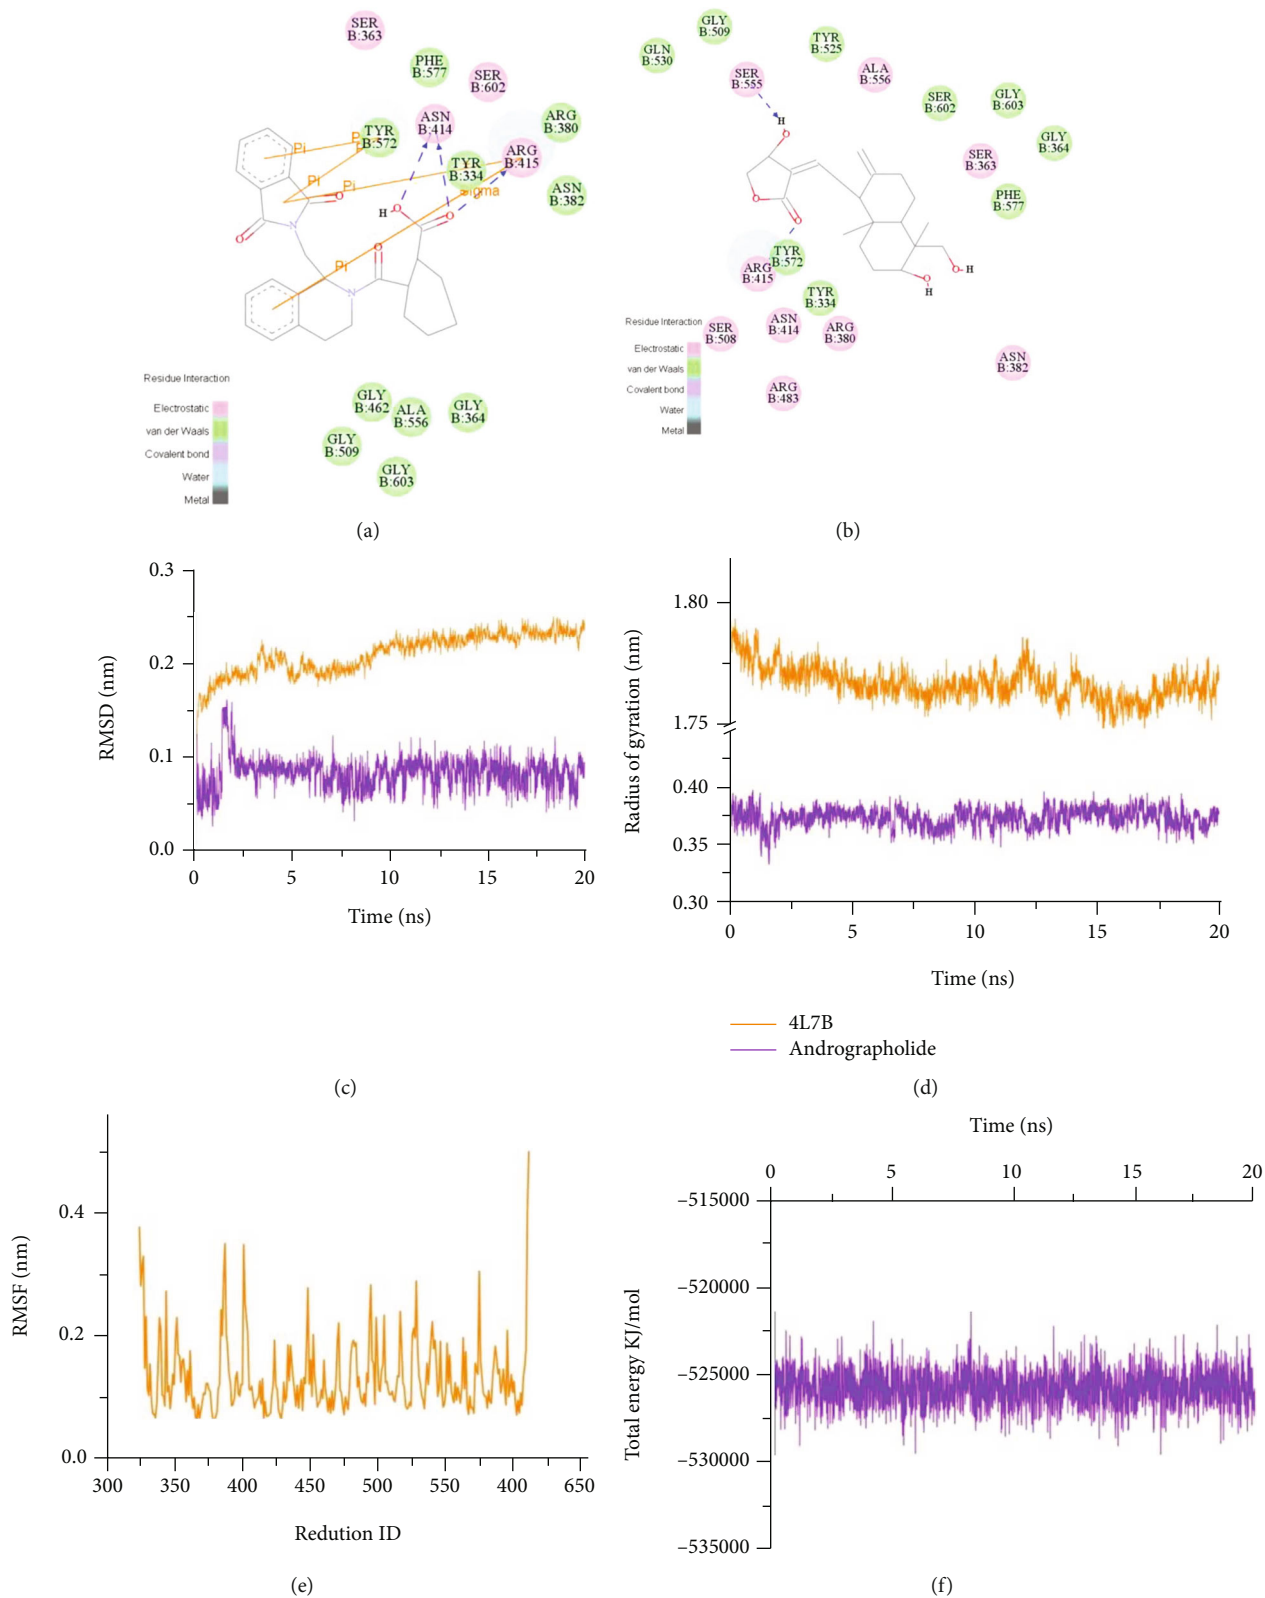 SER
B:363
PHE
B:577
SER
B:602
ASN
B:414
TYR
B:572
ARG
B:380
ARG
B:415
TYR
B:334
ASN
B:382
Pi
Pi
Pi
Pi
H
O
O
O
O
O
N
N
Residue Interaction
Electrostatic
van der Waals
Covalent bond
Water
Metal
GLY
B:462
ALA
B:556
GLY
B:364
GLY
B:509
GLY
B:603
(a)
GLY
B:509
GLN
B:530
TYR
B:525
SER
B:555
ALA
B:556
SER
B:602
GLY
B:603
GLY
B:364
SER
B:363
PHE
B:577
H
O
O
O
TYR
B:572
ARG
B:415
TYR
B:334
O-H
O
H
SER
B:508
ASN
B:414
ARG
B:380
ASN
B:382
ARG
B:483
Residue Interaction
Electrostatic
van der Waals
Covalent bond
Water
Metal
(b)
RMSD (nm)
0.3
0.2
0.1
0.0
0 5 10 15 20
Time (ns)
(c)
Radius of gyration (nm)
1.80
1.75
0.40
0.35
0.30
0 5 10 15 20
Time (ns)
4L7B
Andrographolide
(d)
RMSF (nm)
0.4
0.2
0.0
300 350 400 450 500 550 400 650
Redution ID
(e)
Time (ns)
0 5 10 15 20
Total energy KJ/mol
−515000
−520000
−525000
−530000
−535000
(f)